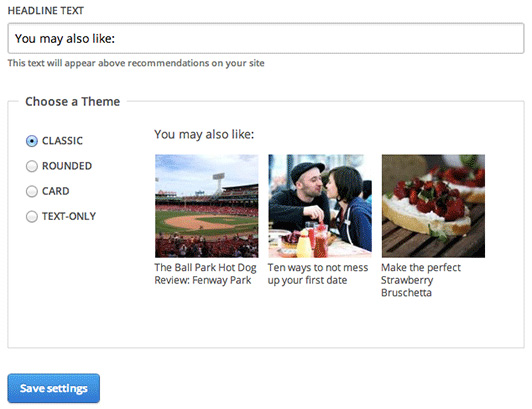 HEADLINE TEXT
You may also like:
This text will appear above recommendations on your site
Choose a Theme
CLASSIC
ROUNDED
CARD
TEXT-ONLY
You may also like:
The Ball Park Hot Dog
Review: Fenway Park
Ten ways to not mess
up your first date
Make the perfect
Strawberry
Bruschetta
Save settings